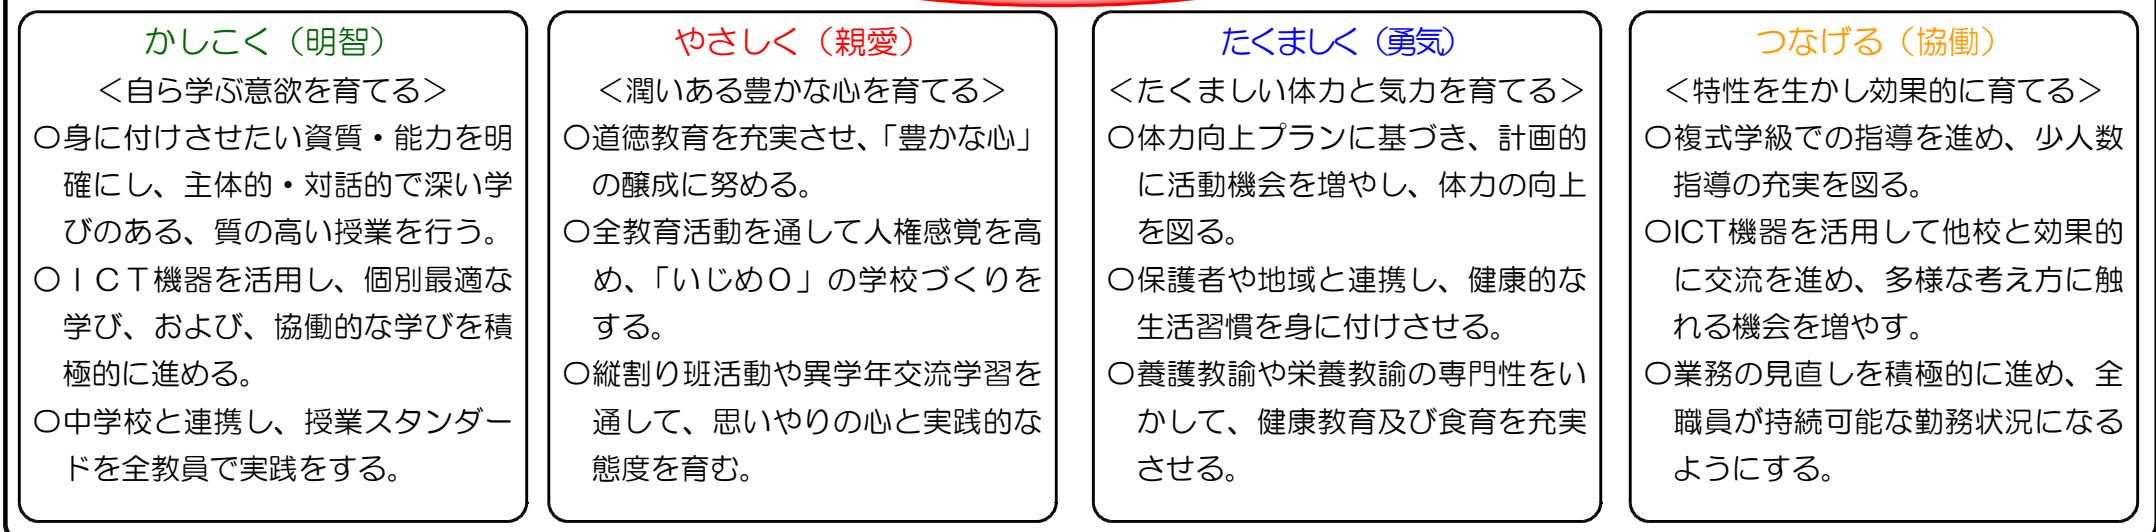 かしこく（明智）
＜自ら学ぶ意欲を育てる＞
〇身に付けさせたい資質・能力を明
確にし、主体的・対話的で深い学
びのある、質の高い授業を行う。
〇ＩＣＴ機器を活用し、個別最適な
学び、および、協働的な学びを積
極的に進める。
〇中学校と連携し、授業スタンダー
ドを全教員で実践をする。
やさしく（親愛）
＜潤いある豊かな心を育てる＞
〇道徳教育を充実させ、「豊かな心」
の醸成に努める。
〇全教育活動を通して人権感覚を高
め、「いじめ０」の学校づくりを
する。
〇縦割り班活動や異学年交流学習を
通して、思いやりの心と実践的な
態度を育む。
たくましく（勇気）
＜たくましい体力と気力を育てる＞
〇体力向上プランに基づき、計画的
に活動機会を増やし、体力の向上
を図る。
〇保護者や地域と連携し、健康的な
生活習慣を身に付けさせる。
〇養護教諭や栄養教諭の専門性をい
かして、健康教育及び食育を充実
させる。
つなげる（協働）
＜特性を生かし効果的に育てる＞
〇複式学級での指導を進め、少人数
指導の充実を図る。
〇ICT機器を活用して他校と効果的
に交流を進め、多様な考え方に触
れる機会を増やす。
〇業務の見直しを積極的に進め、全
職員が持続可能な勤務状況になる
ようにする。